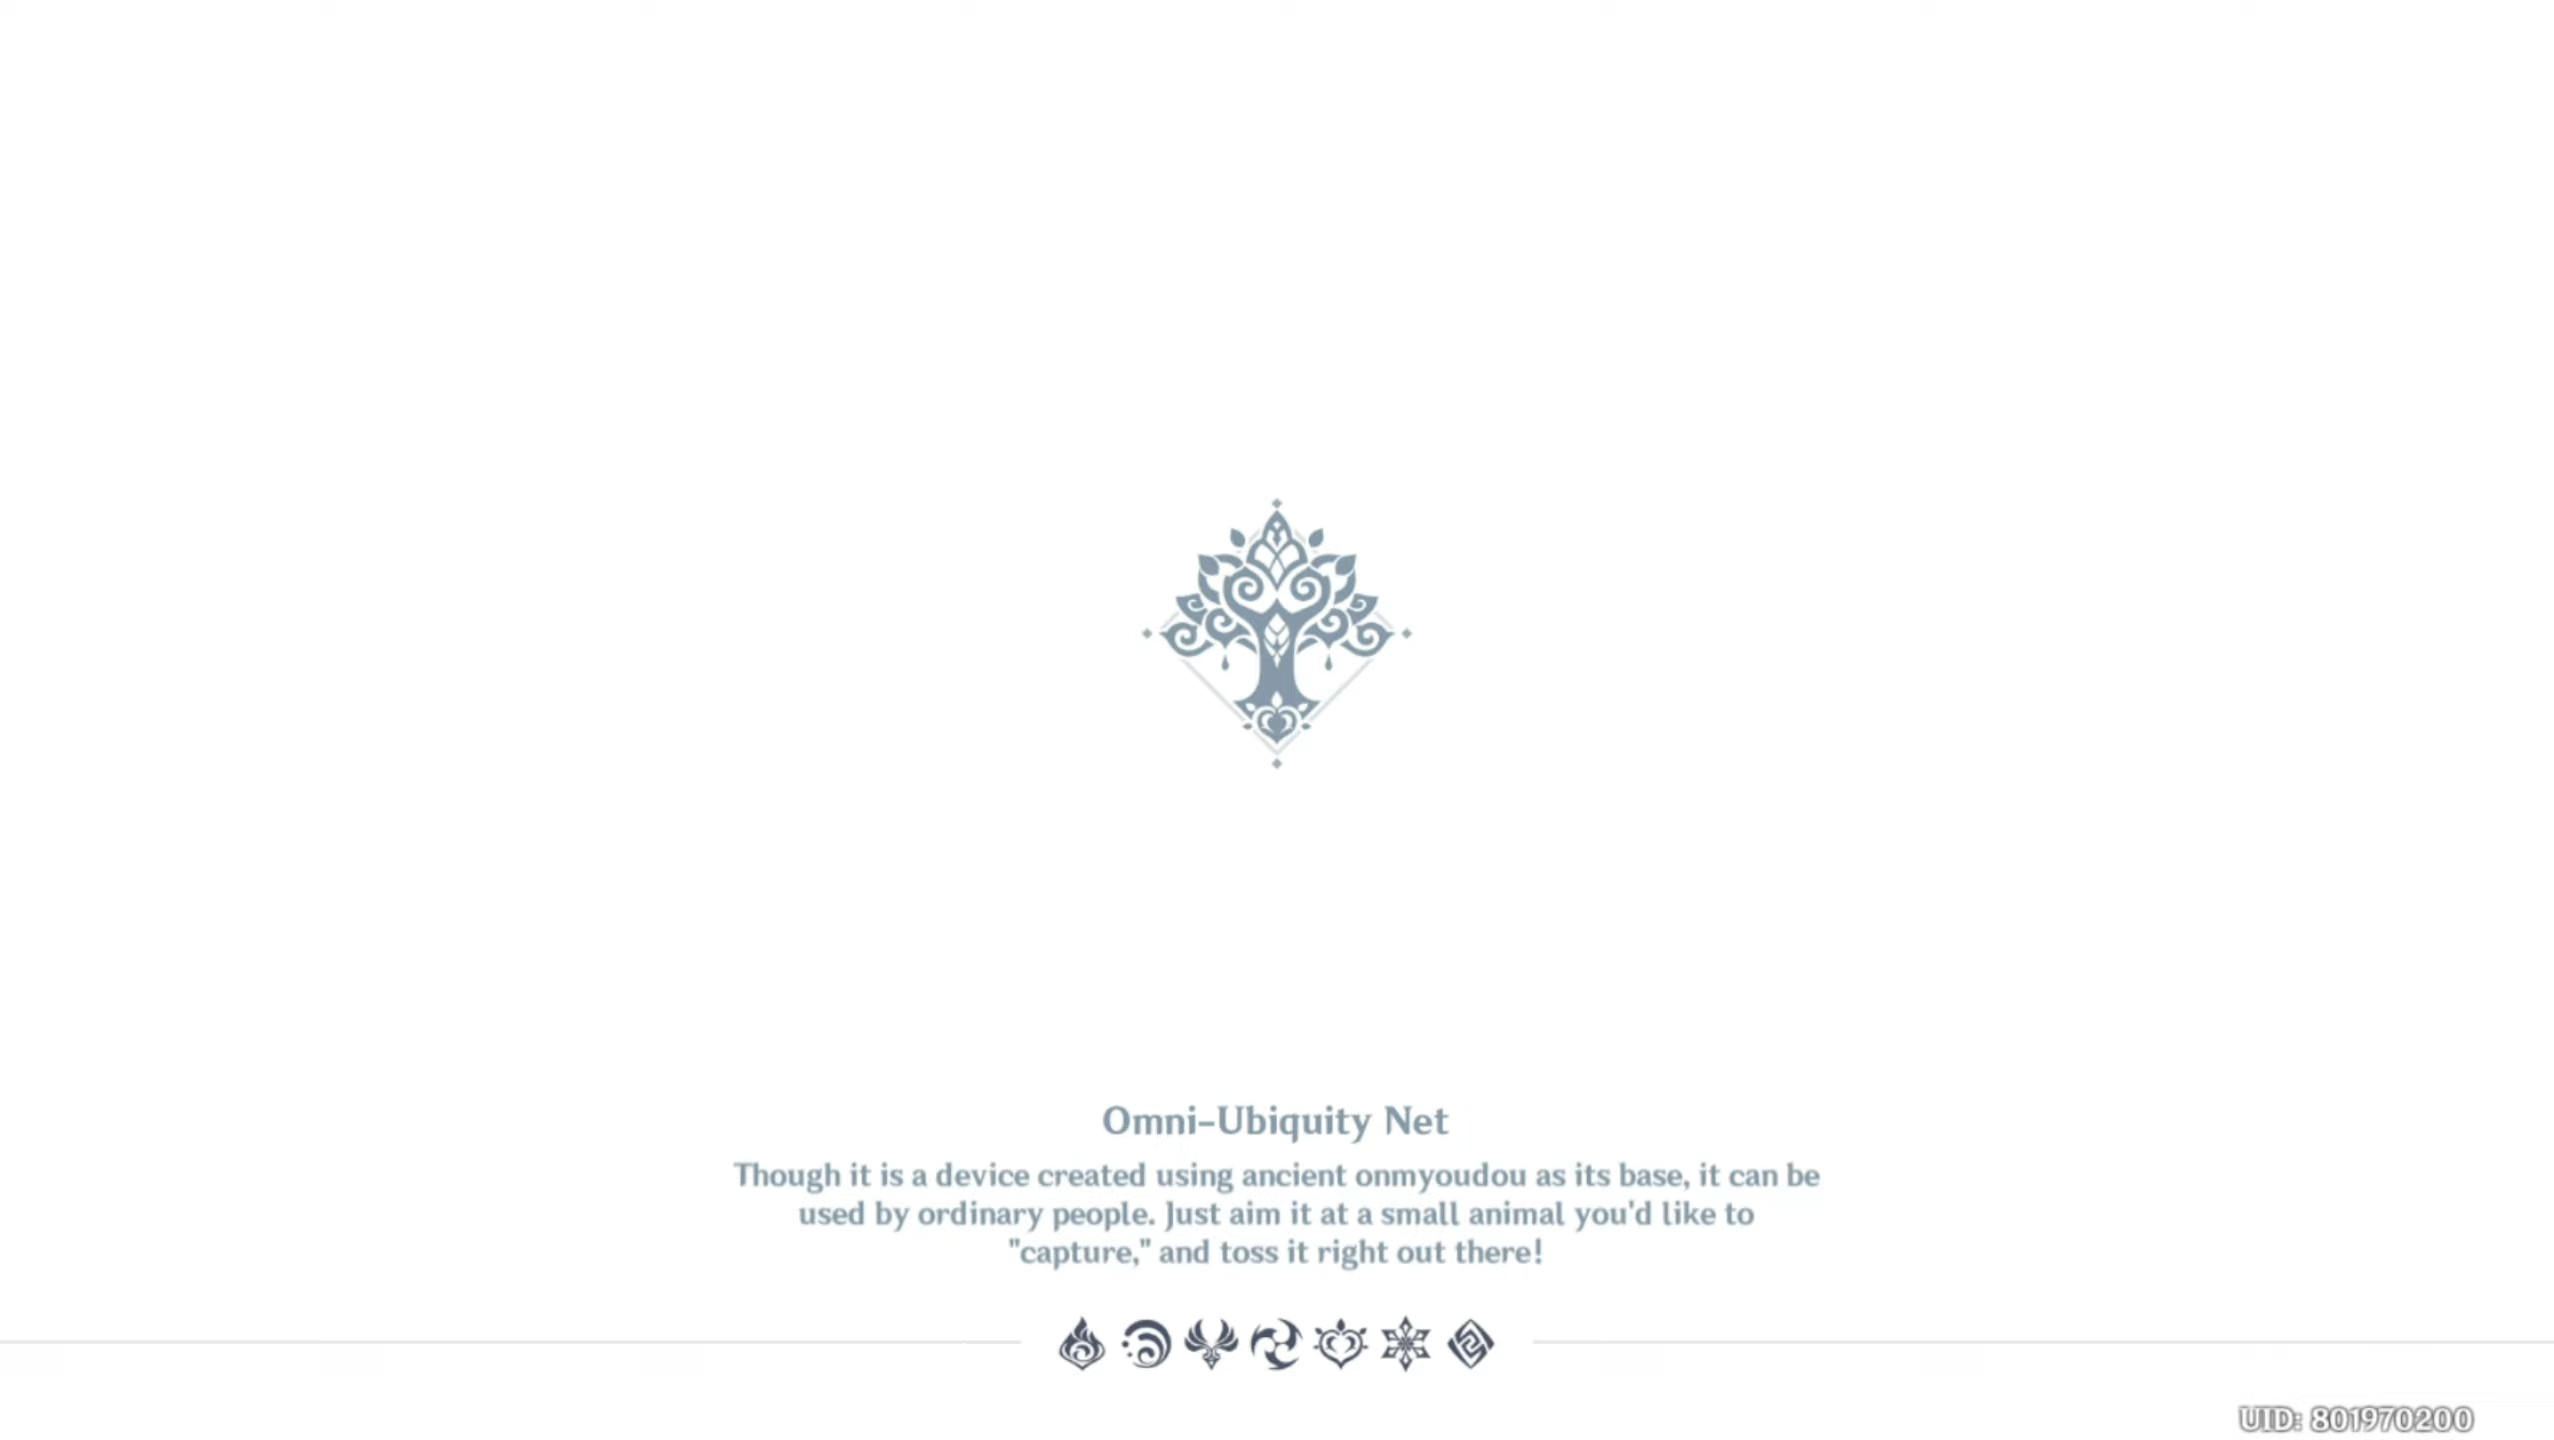 Omni-Ubiquity Net
Though it is a device created using ancient onmyoudou as its base, it can be
used by ordinary people. Just aim it at a small animal you'd like to
"capture," and toss it right out there!
UID: 801970200